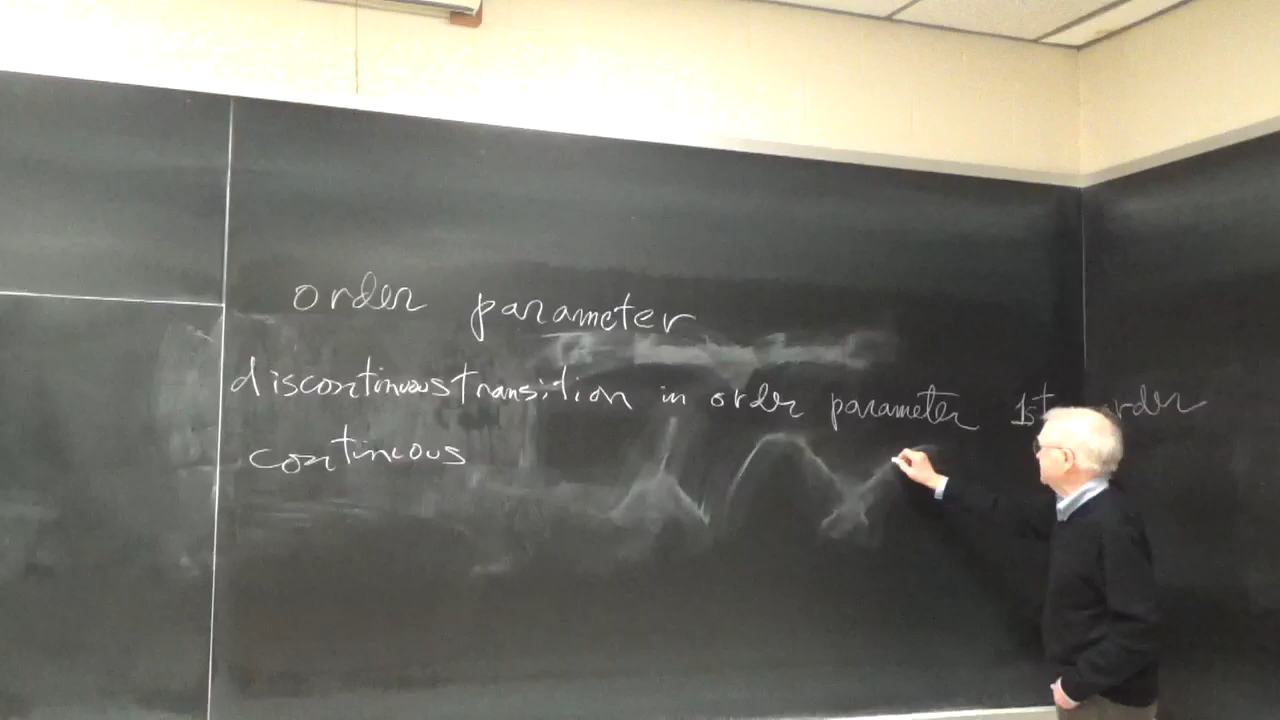 order parameter
discontinuous transition in order parameter 1st order
continuous